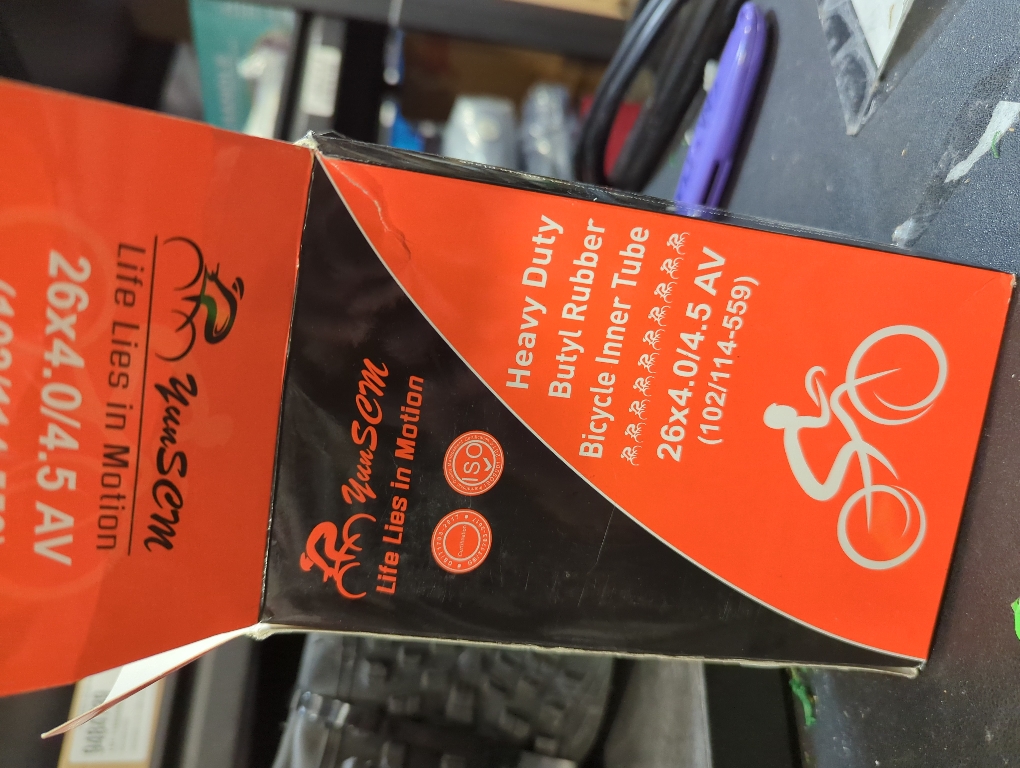 YunSCM
Life Lies in Motion
26x4.0/4.5 AV
YunSCM
Life Lies in Motion
ISO
Heavy Duty
Butyl Rubber
Bicycle Inner Tube
26x4.0/4.5 AV
(102/114-559)